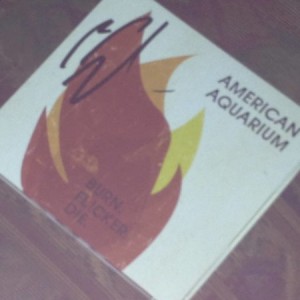 AMERICAN
AQUARIUM
BURN.
FLICKER.
DIE.